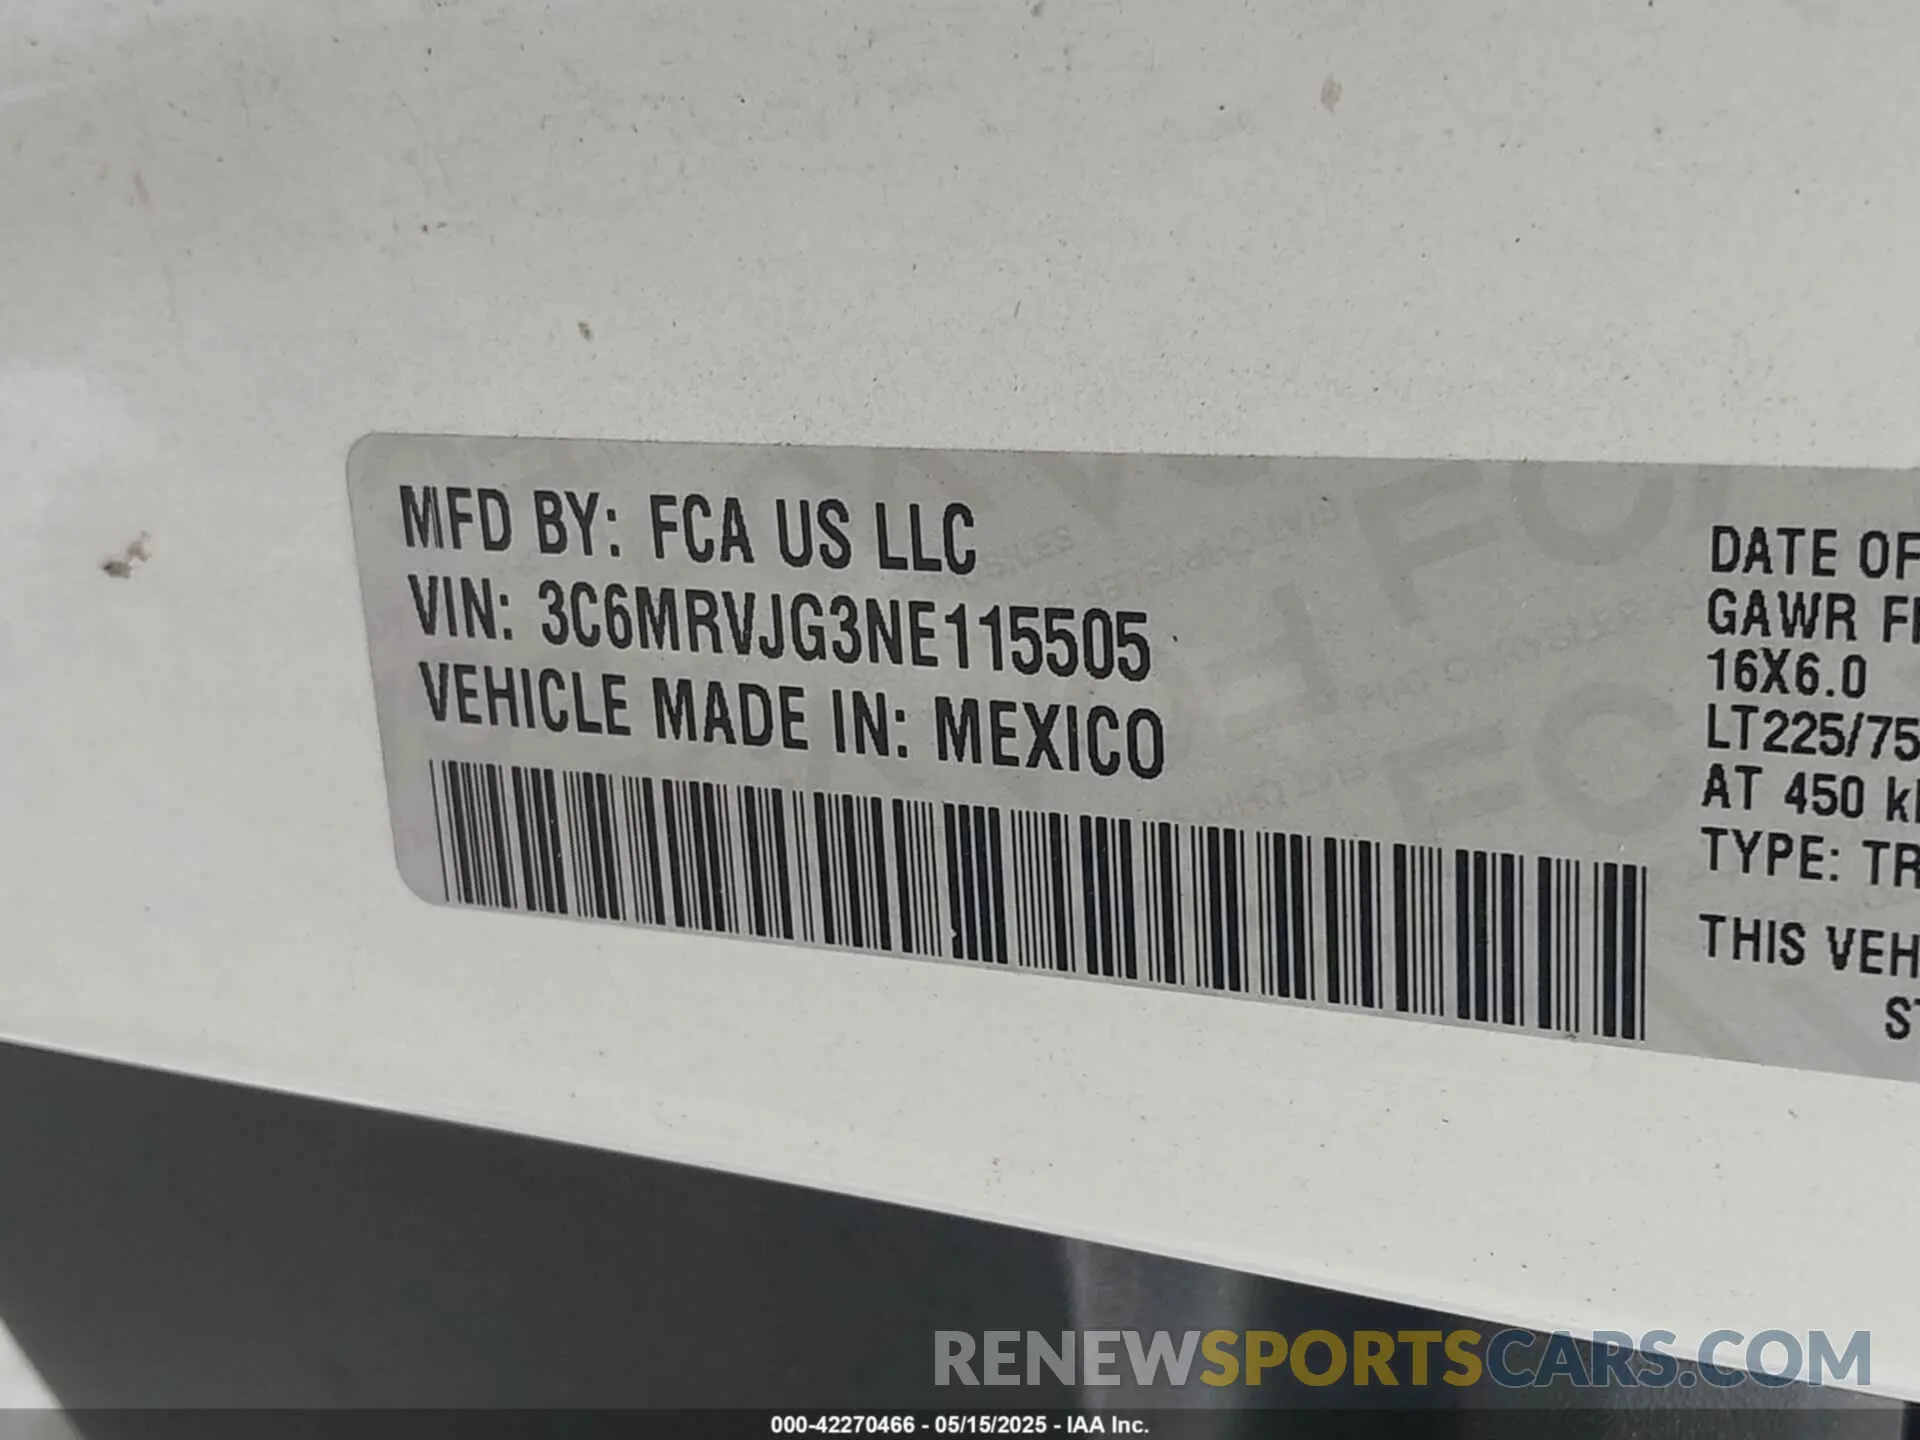 MFD BY: FCA US LLC
VIN: 3C6MRVJG3NE115505
VEHICLE MADE IN: MEXICO
DATE OF
GAWR F
16X6.0
LT225/75
AT 450 k
TYPE: TR
THIS VEH
S
RENEWSPORTSCARS.COM
000-42270466 - 05/15/2025 - IAA Inc.